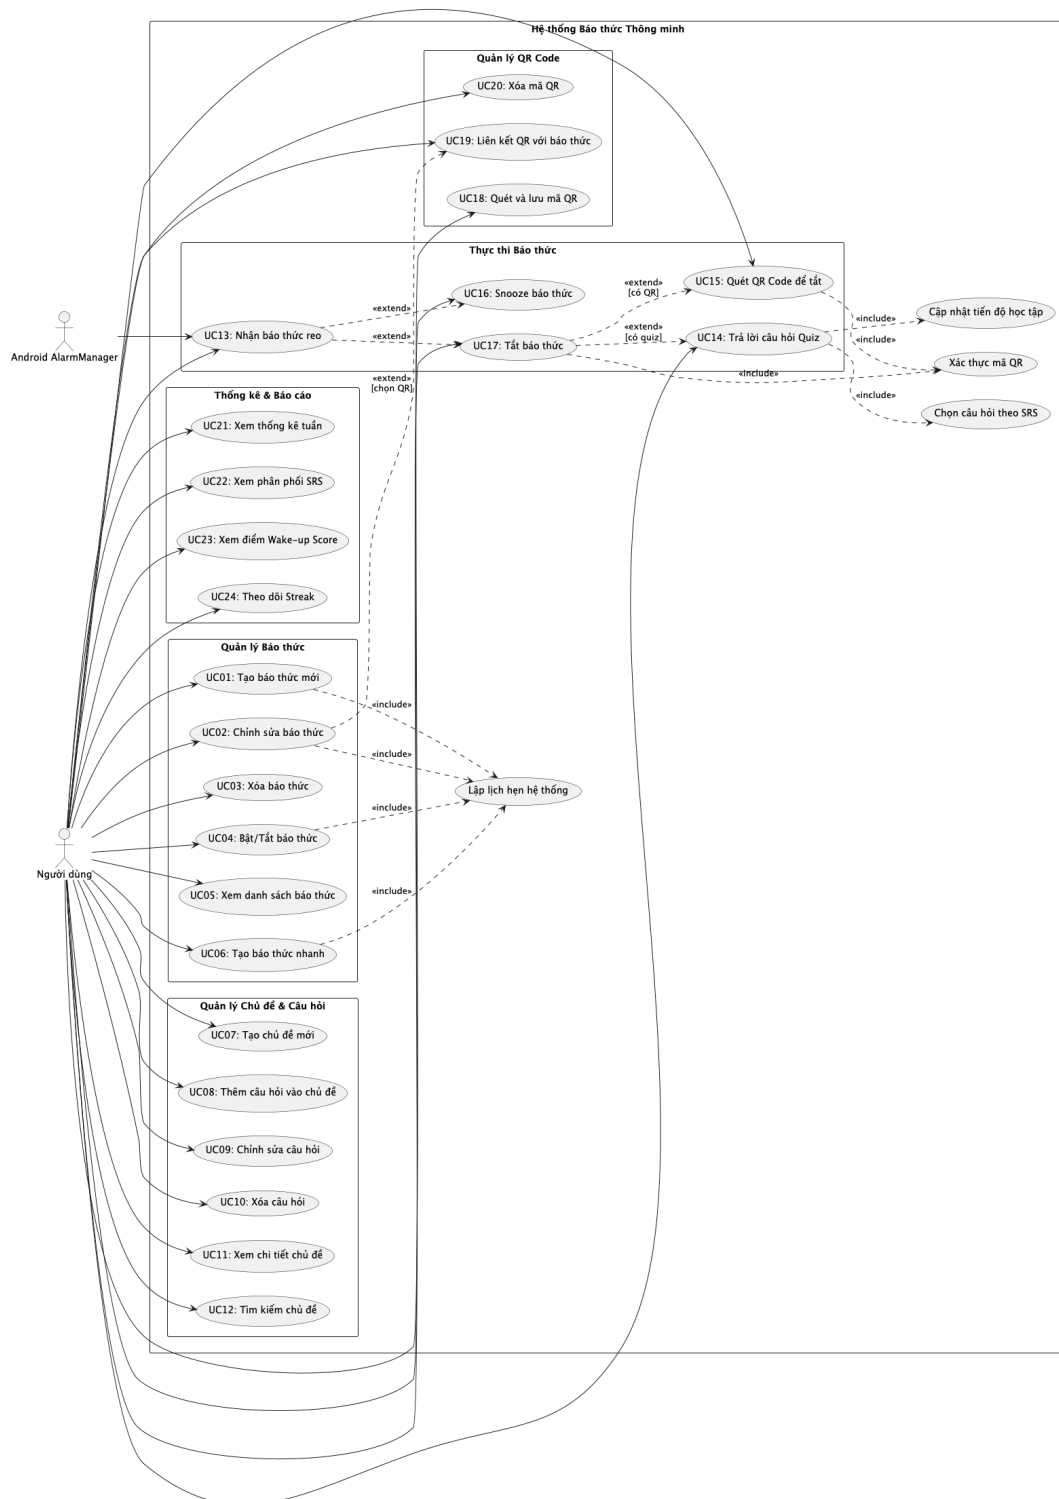 Hệ thống Báo thức Thông minh
Quản lý QR Code
UC20: Xóa mã QR
UC19: Liên kết QR với báo thức
UC18: Quét và lưu mã QR
Thực thi Báo thức
UC15: Quét QR Code để tắt
«extend»
[có QR]
UC16: Snooze báo thức
«extend»
Cập nhật tiến độ học tập
Android AlarmManager
UC13: Nhận báo thức reo
«extend»
UC17: Tắt báo thức
«extend»
[có quiz]
UC14: Trả lời câu hỏi Quiz
«include»
«include»
Xác thực mã QR
«include»
«extend»
[chọn QR]
«include»
Chọn câu hỏi theo SRS
Thống kê & Báo cáo
UC21: Xem thống kê tuần
UC22: Xem phân phối SRS
UC23: Xem điểm Wake-up Score
UC24: Theo dõi Streak
Quản lý Báo thức
UC01: Tạo báo thức mới
«include»
UC02: Chỉnh sửa báo thức
«include»
UC03: Xóa báo thức
Lập lịch hẹn hệ thống
«include»
UC04: Bật/Tắt báo thức
Người dùng
UC05: Xem danh sách báo thức
«include»
UC06: Tạo báo thức nhanh
Quản lý Chủ đề & Câu hỏi
UC07: Tạo chủ đề mới
UC08: Thêm câu hỏi vào chủ đề
UC09: Chỉnh sửa câu hỏi
UC10: Xóa câu hỏi
UC11: Xem chi tiết chủ đề
UC12: Tìm kiếm chủ đề